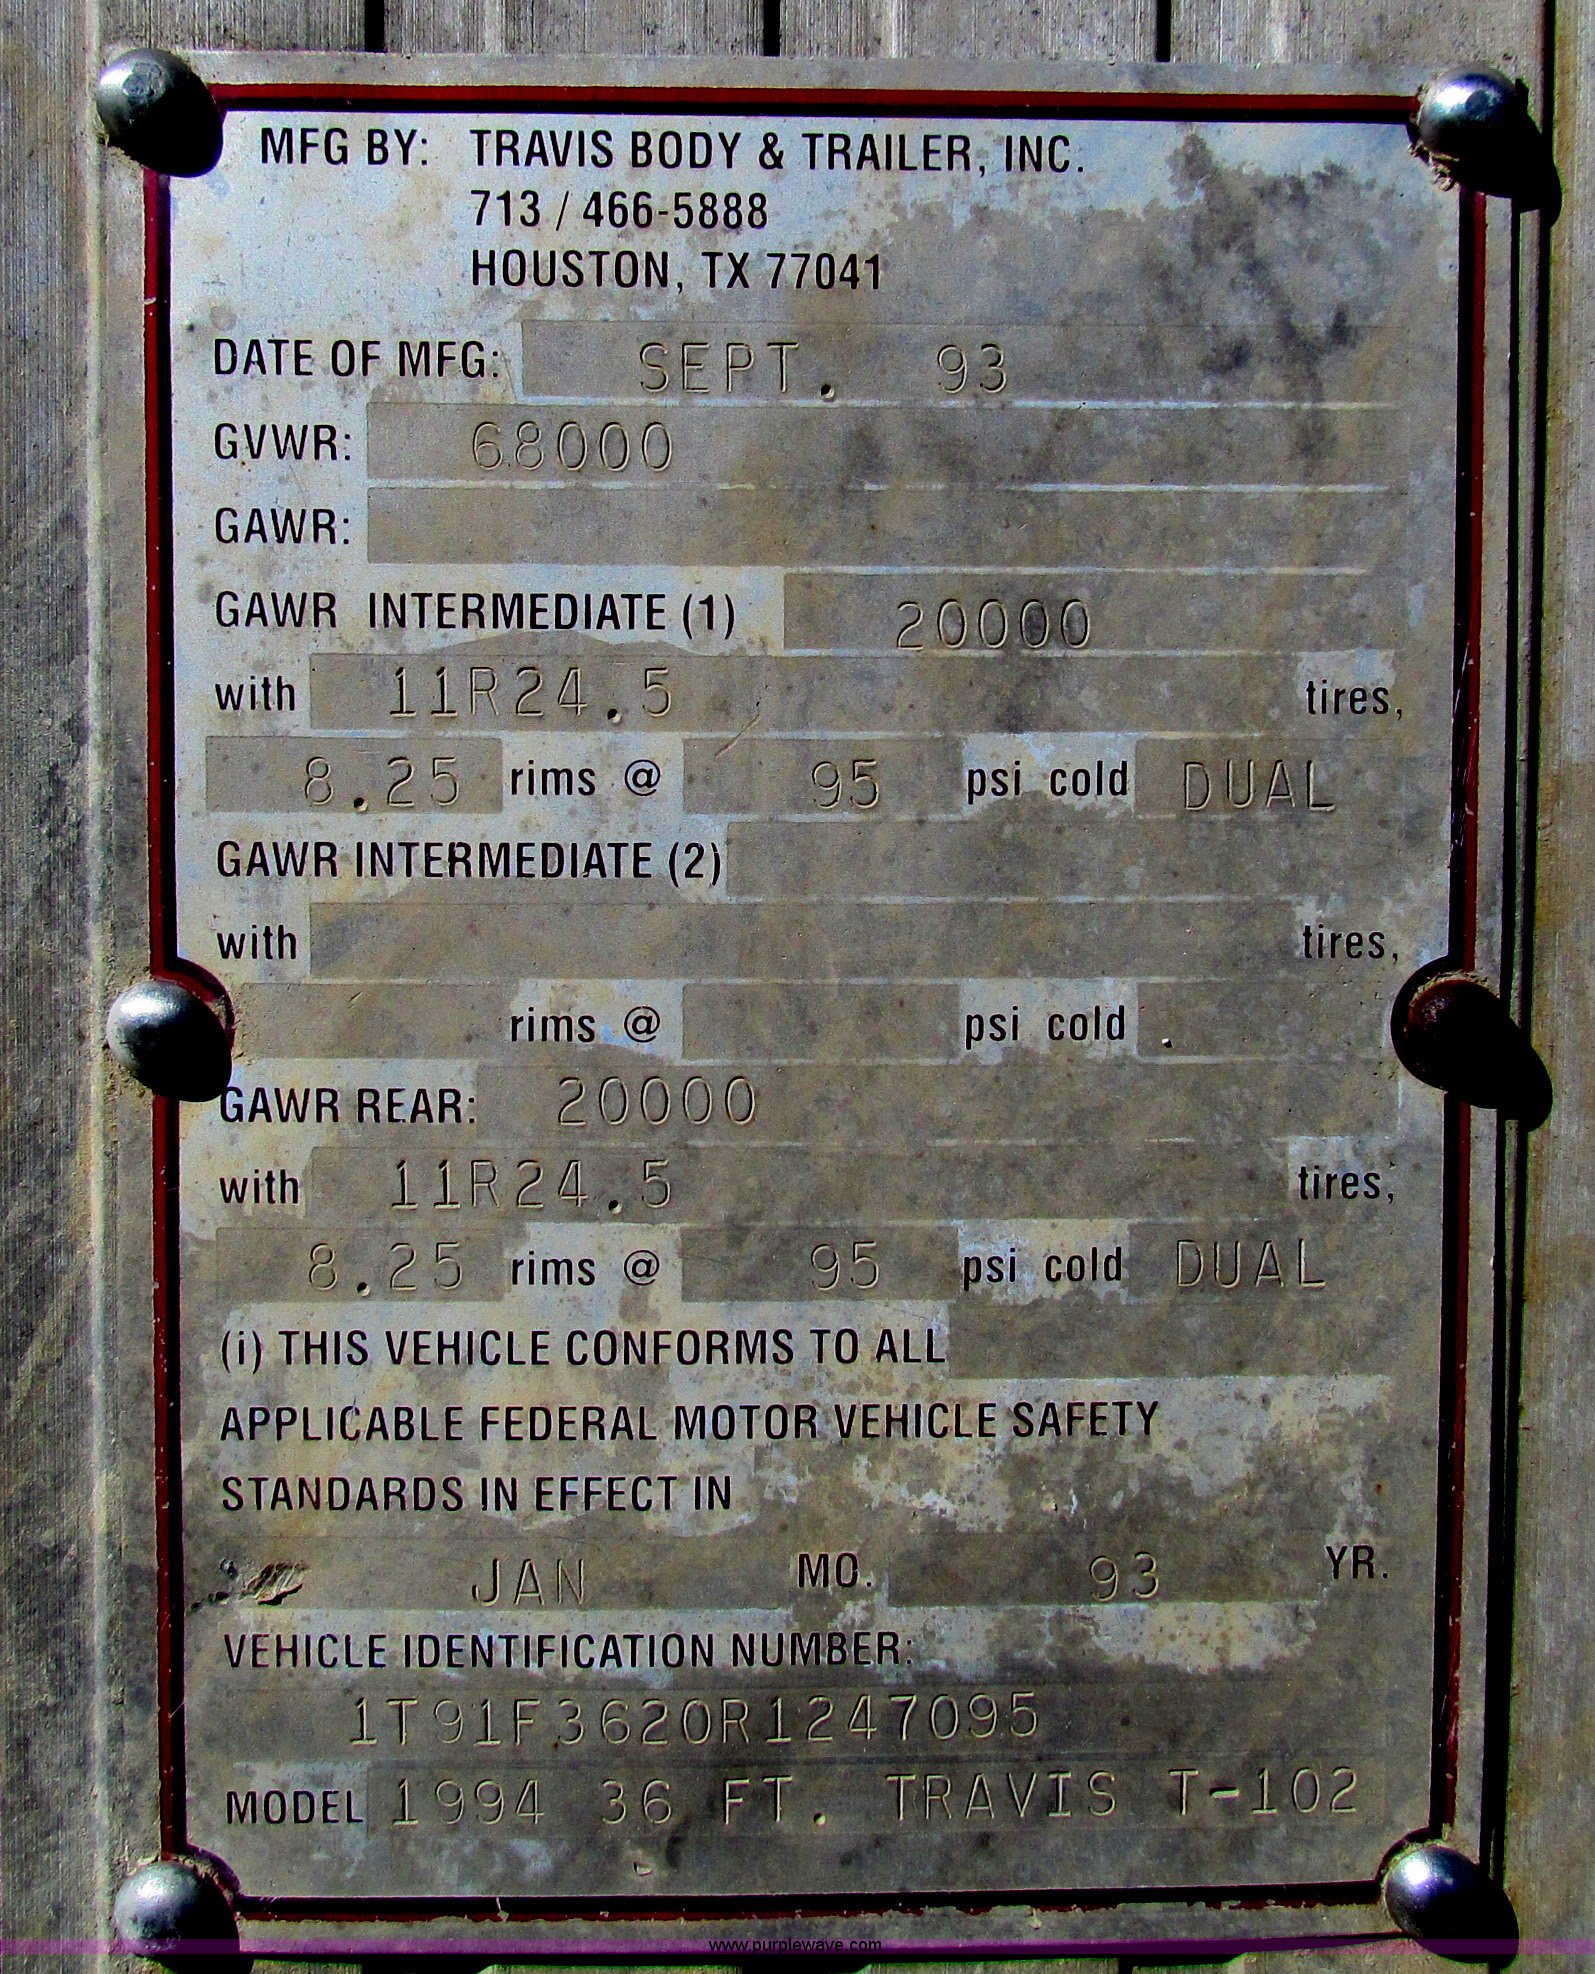 MFG BY: TRAVIS BODY & TRAILER, INC.
713 / 466-5888
HOUSTON, TX 77041
DATE OF MFG: SEPT. 93
GVWR: 68000
GAWR:
GAWR INTERMEDIATE (1) 20000
with 11R24.5 tires,
8.25 rims @ 95 psi cold DUAL
GAWR INTERMEDIATE (2)
with tires,
rims @ psi cold
GAWR REAR: 20000
with 11R24.5 tires,
8.25 rims @ 95 psi cold DUAL
(i) THIS VEHICLE CONFORMS TO ALL
APPLICABLE FEDERAL MOTOR VEHICLE SAFETY
STANDARDS IN EFFECT IN
JAN MO. 93 YR.
VEHICLE IDENTIFICATION NUMBER:
1T91F3620R1247095
MODEL 1994 36 FT. TRAVIS T-102
www.purplewave.com